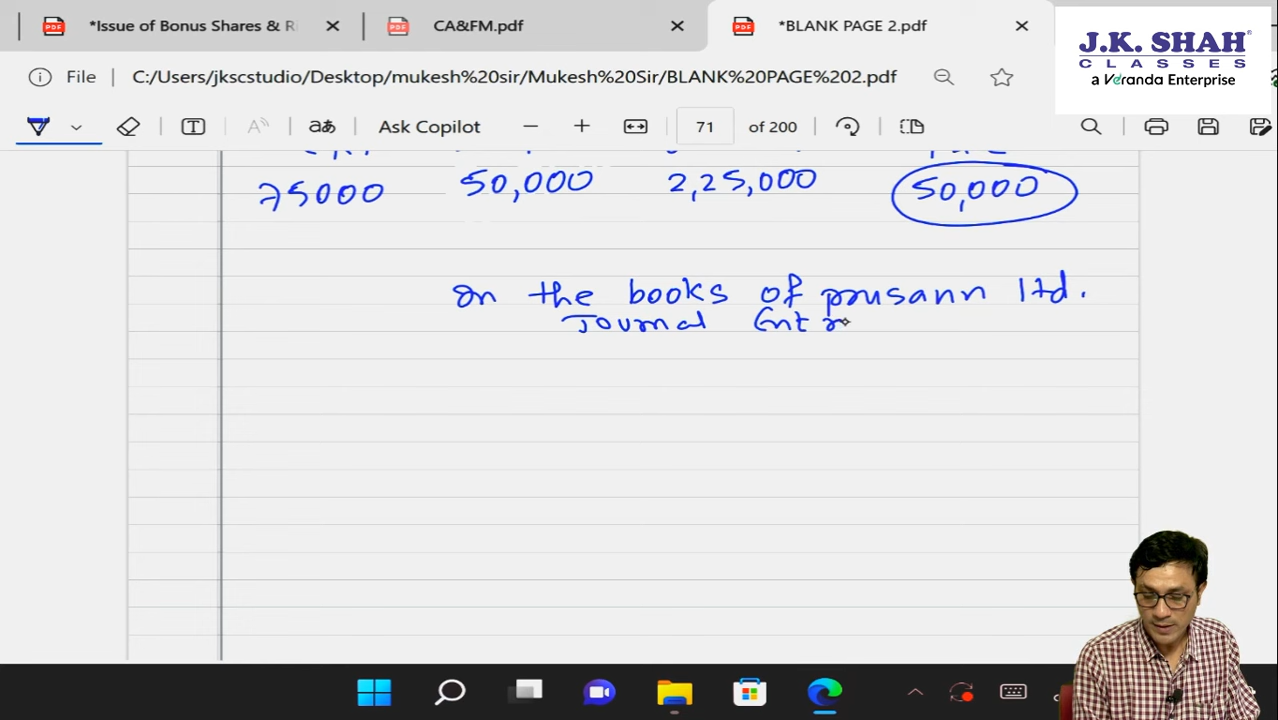 *Issue of Bonus Shares & Ri
CA&FM.pdf
*BLANK PAGE 2.pdf
J.K. SHAH®
CLASSES
a Veranda Enterprise
File
C:/Users/jkscstudio/Desktop/mukesh%20sir/Mukesh%20Sir/BLANK%20PAGE%202.pdf
Ask Copilot
71
of 200
75000
50,000
2,25,000
50,000
In the books of prusann ltd.
Journal Entr